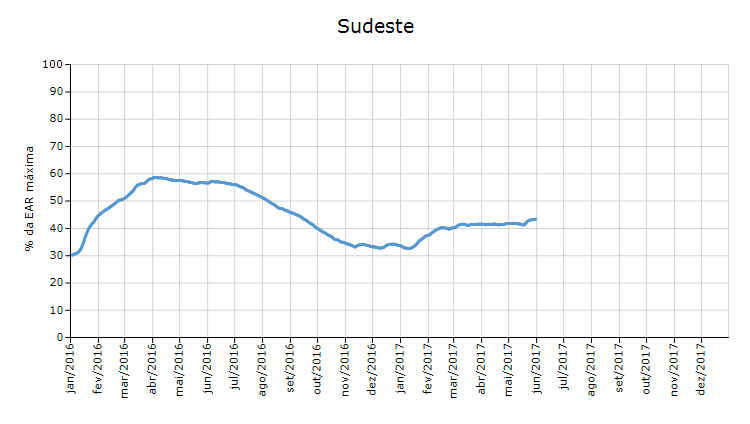 Sudeste
% da EAR máxima
100
90
80
70
60
50
40
30
20
10
0
jan/2016
fev/2016
mar/2016
abr/2016
mai/2016
jun/2016
jul/2016
ago/2016
set/2016
out/2016
nov/2016
dez/2016
jan/2017
fev/2017
mar/2017
abr/2017
mai/2017
jun/2017
jul/2017
ago/2017
set/2017
out/2017
nov/2017
dez/2017